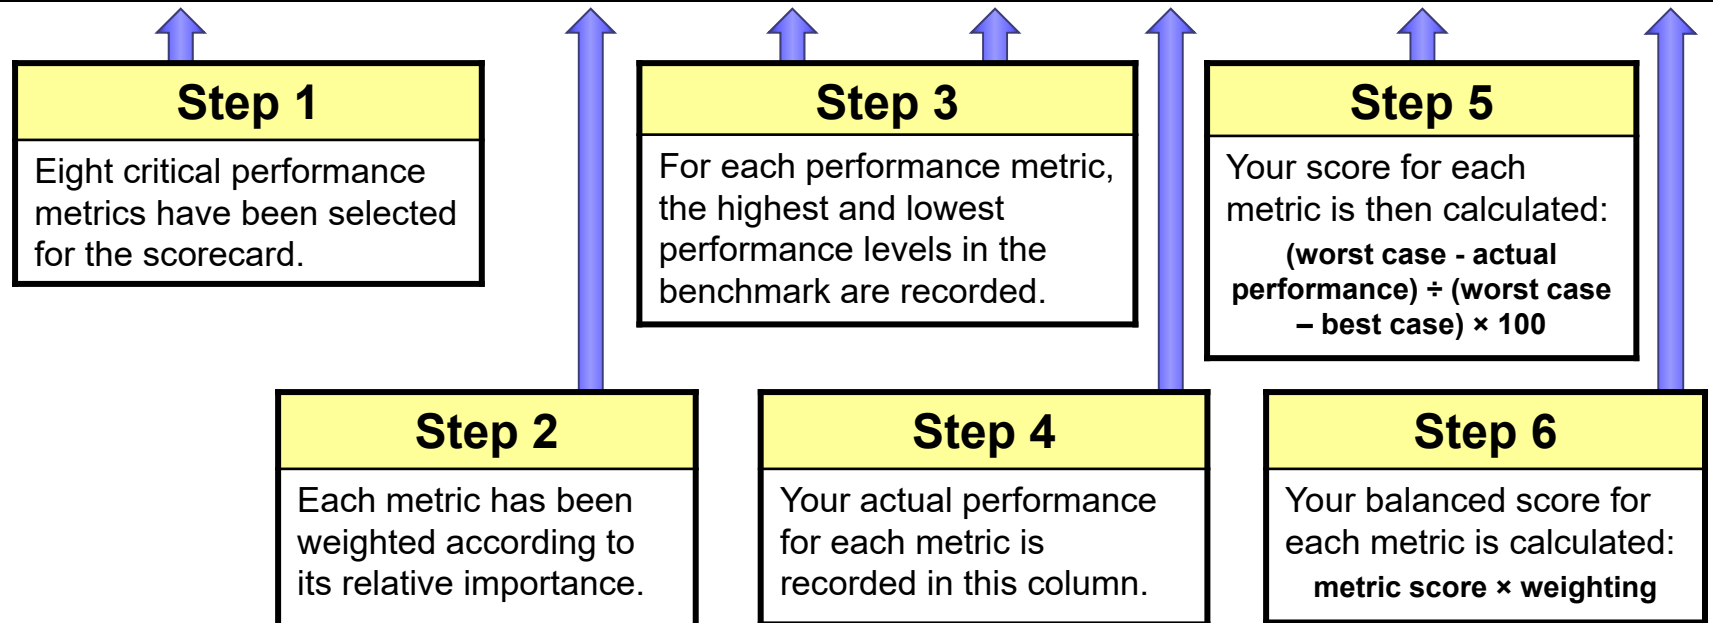 Step 1
Eight critical performance
metrics have been selected
for the scorecard.
Step 2
Each metric has been
weighted according to
its relative importance.
Step 3
For each performance metric,
the highest and lowest
performance levels in the
benchmark are recorded.
Step 4
Your actual performance
for each metric is
recorded in this column.
Step 5
Your score for each
metric is then calculated:
(worst case - actual
performance) ÷ (worst case
– best case) × 100
Step 6
Your balanced score for
each metric is calculated:
metric score × weighting